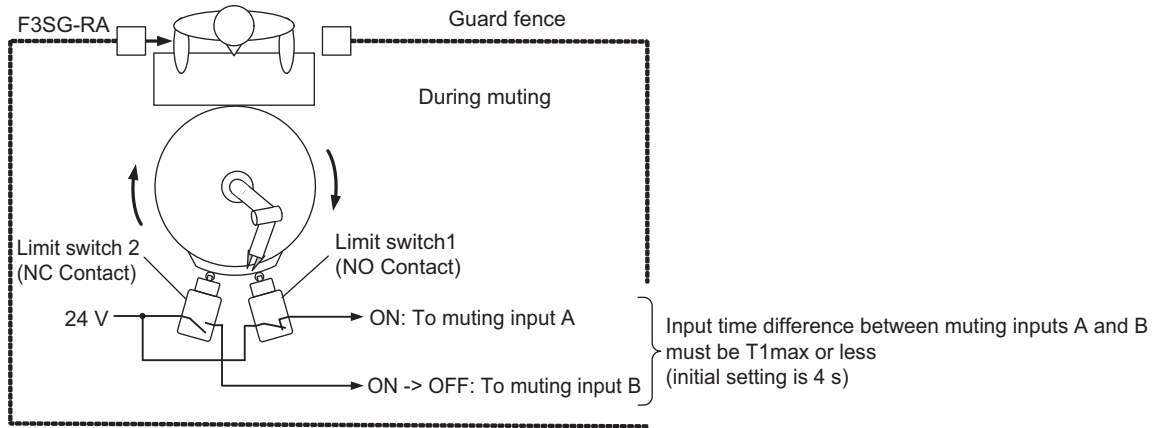 F3SG-RA
Guard fence
During muting
Limit switch 2
(NC Contact)
Limit switch1
(NO Contact)
24 V
ON: To muting input A
ON -> OFF: To muting input B
Input time difference between muting inputs A and B
must be T1max or less
(initial setting is 4 s)